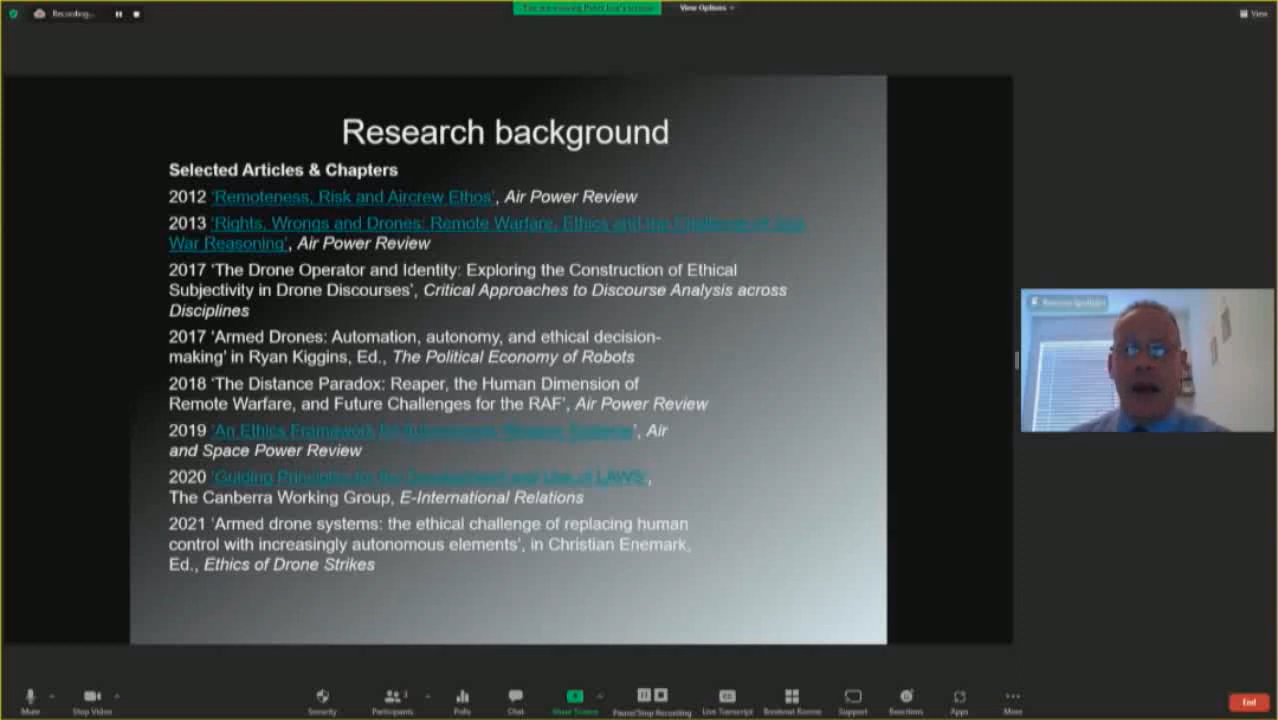 Recording...
View Options
View
Research background
Selected Articles & Chapters
2012 'Remoteness, Risk and Aircrew Ethos', Air Power Review
2013 'Rights, Wrongs and Drones: Remote Warfare, Ethics and the Challenge of Just
War Reasoning', Air Power Review
2017 'The Drone Operator and Identity: Exploring the Construction of Ethical
Subjectivity in Drone Discourses', Critical Approaches to Discourse Analysis across
Disciplines
2017 'Armed Drones: Automation, autonomy, and ethical decision-
making' in Ryan Kiggins, Ed., The Political Economy of Robots
2018 'The Distance Paradox: Reaper, the Human Dimension of
Remote Warfare, and Future Challenges for the RAF', Air Power Review
2019 'An Ethics Framework for Autonomous Weapon Systems', Air
and Space Power Review
2020 'Guiding Principles for the Development and Use of LAWS',
The Canberra Working Group, E-International Relations
2021 'Armed drone systems: the ethical challenge of replacing human
control with increasingly autonomous elements', in Christian Enemark,
Ed., Ethics of Drone Strikes
Remove Spotlight
Mute
Stop Video
Security
Participants
Polls
Chat
Share Screen
Pause/Stop Recording
Live Transcript
Breakout Rooms
Support
Reactions
Apps
More
End